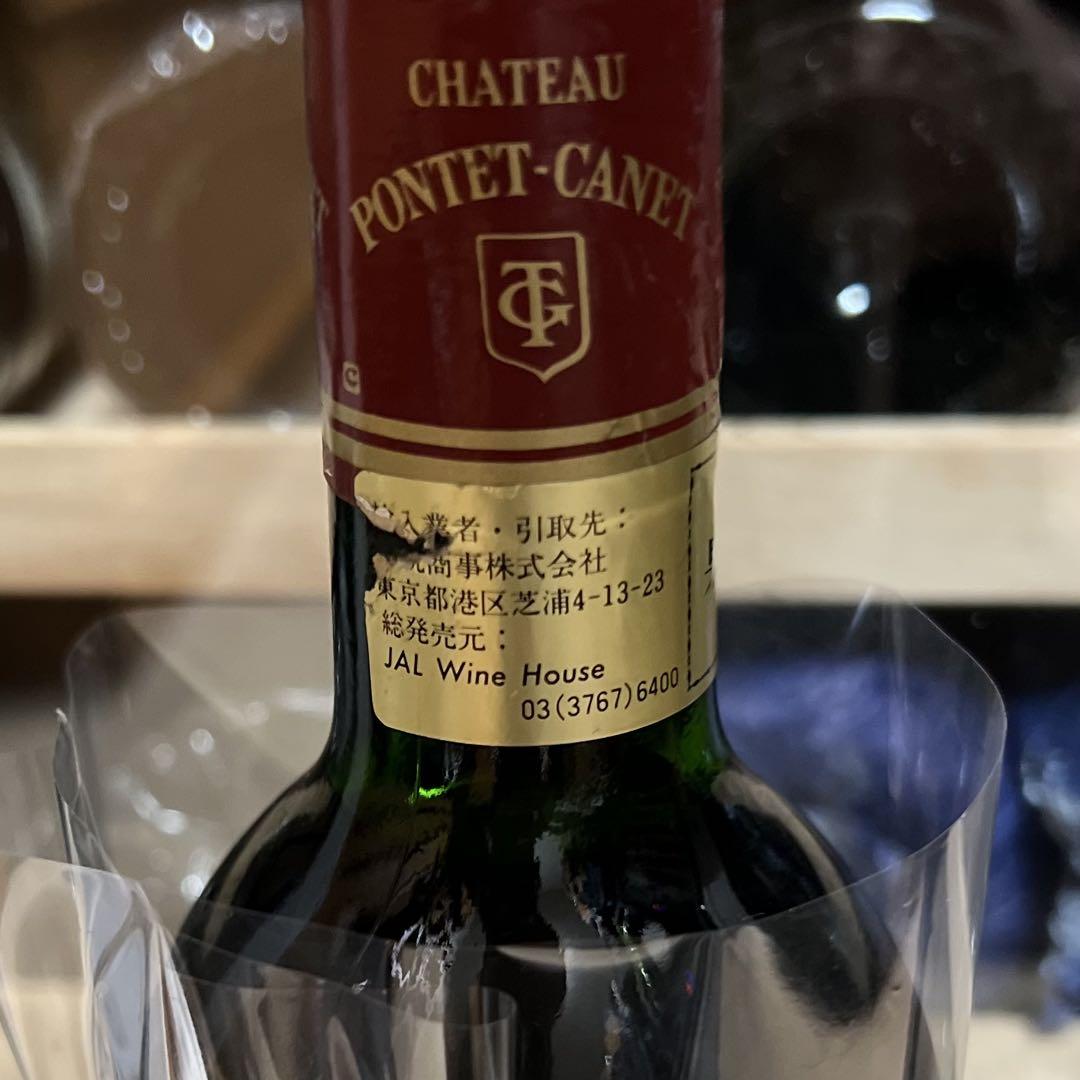 CHATEAU
PONTET-CANET
TG
C
入業者・引取先：
商事株式会社
東京都港区芝浦4-13-23
総発売元：
JAL Wine House
03(3767)6400